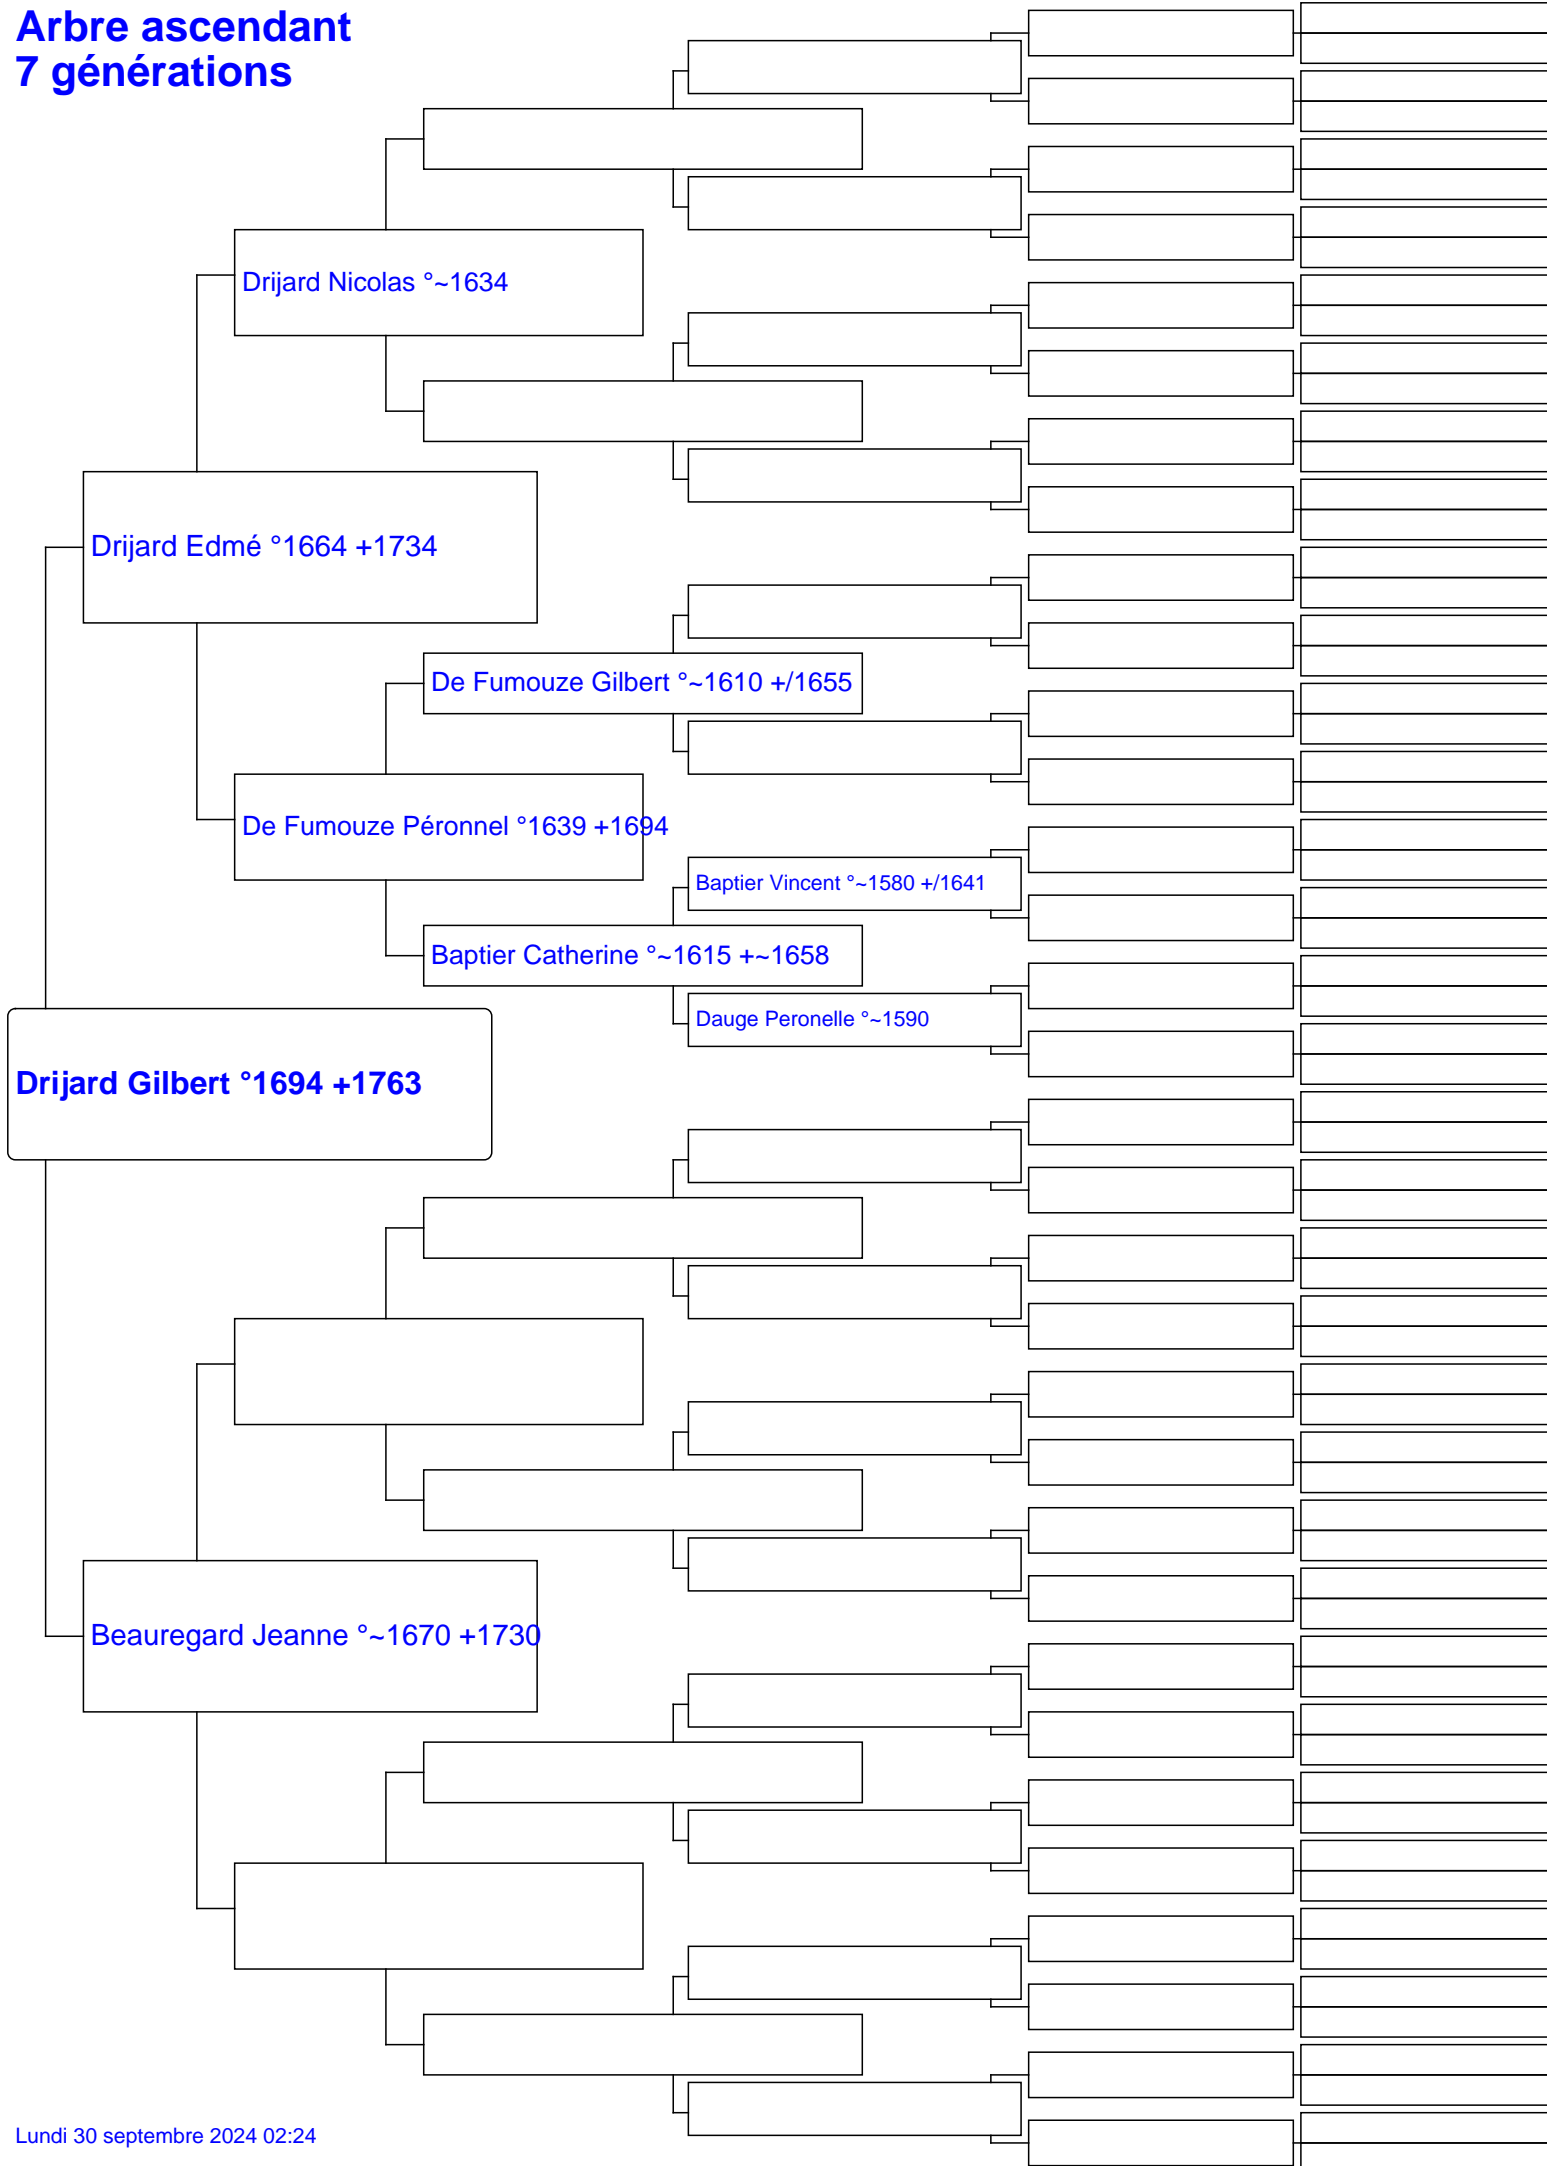 Arbre ascendant
7 générations
Drijard Nicolas °~1634
Drijard Edmé °1664 +1734
De Fumouze Gilbert °~1610 +/1655
De Fumouze Péronnel °1639 +1694
Baptier Vincent °~1580 +/1641
Baptier Catherine °~1615 +~1658
Dauge Peronelle °~1590
Drijard Gilbert °1694 +1763
Beauregard Jeanne °~1670 +1730
Lundi 30 septembre 2024 02:24